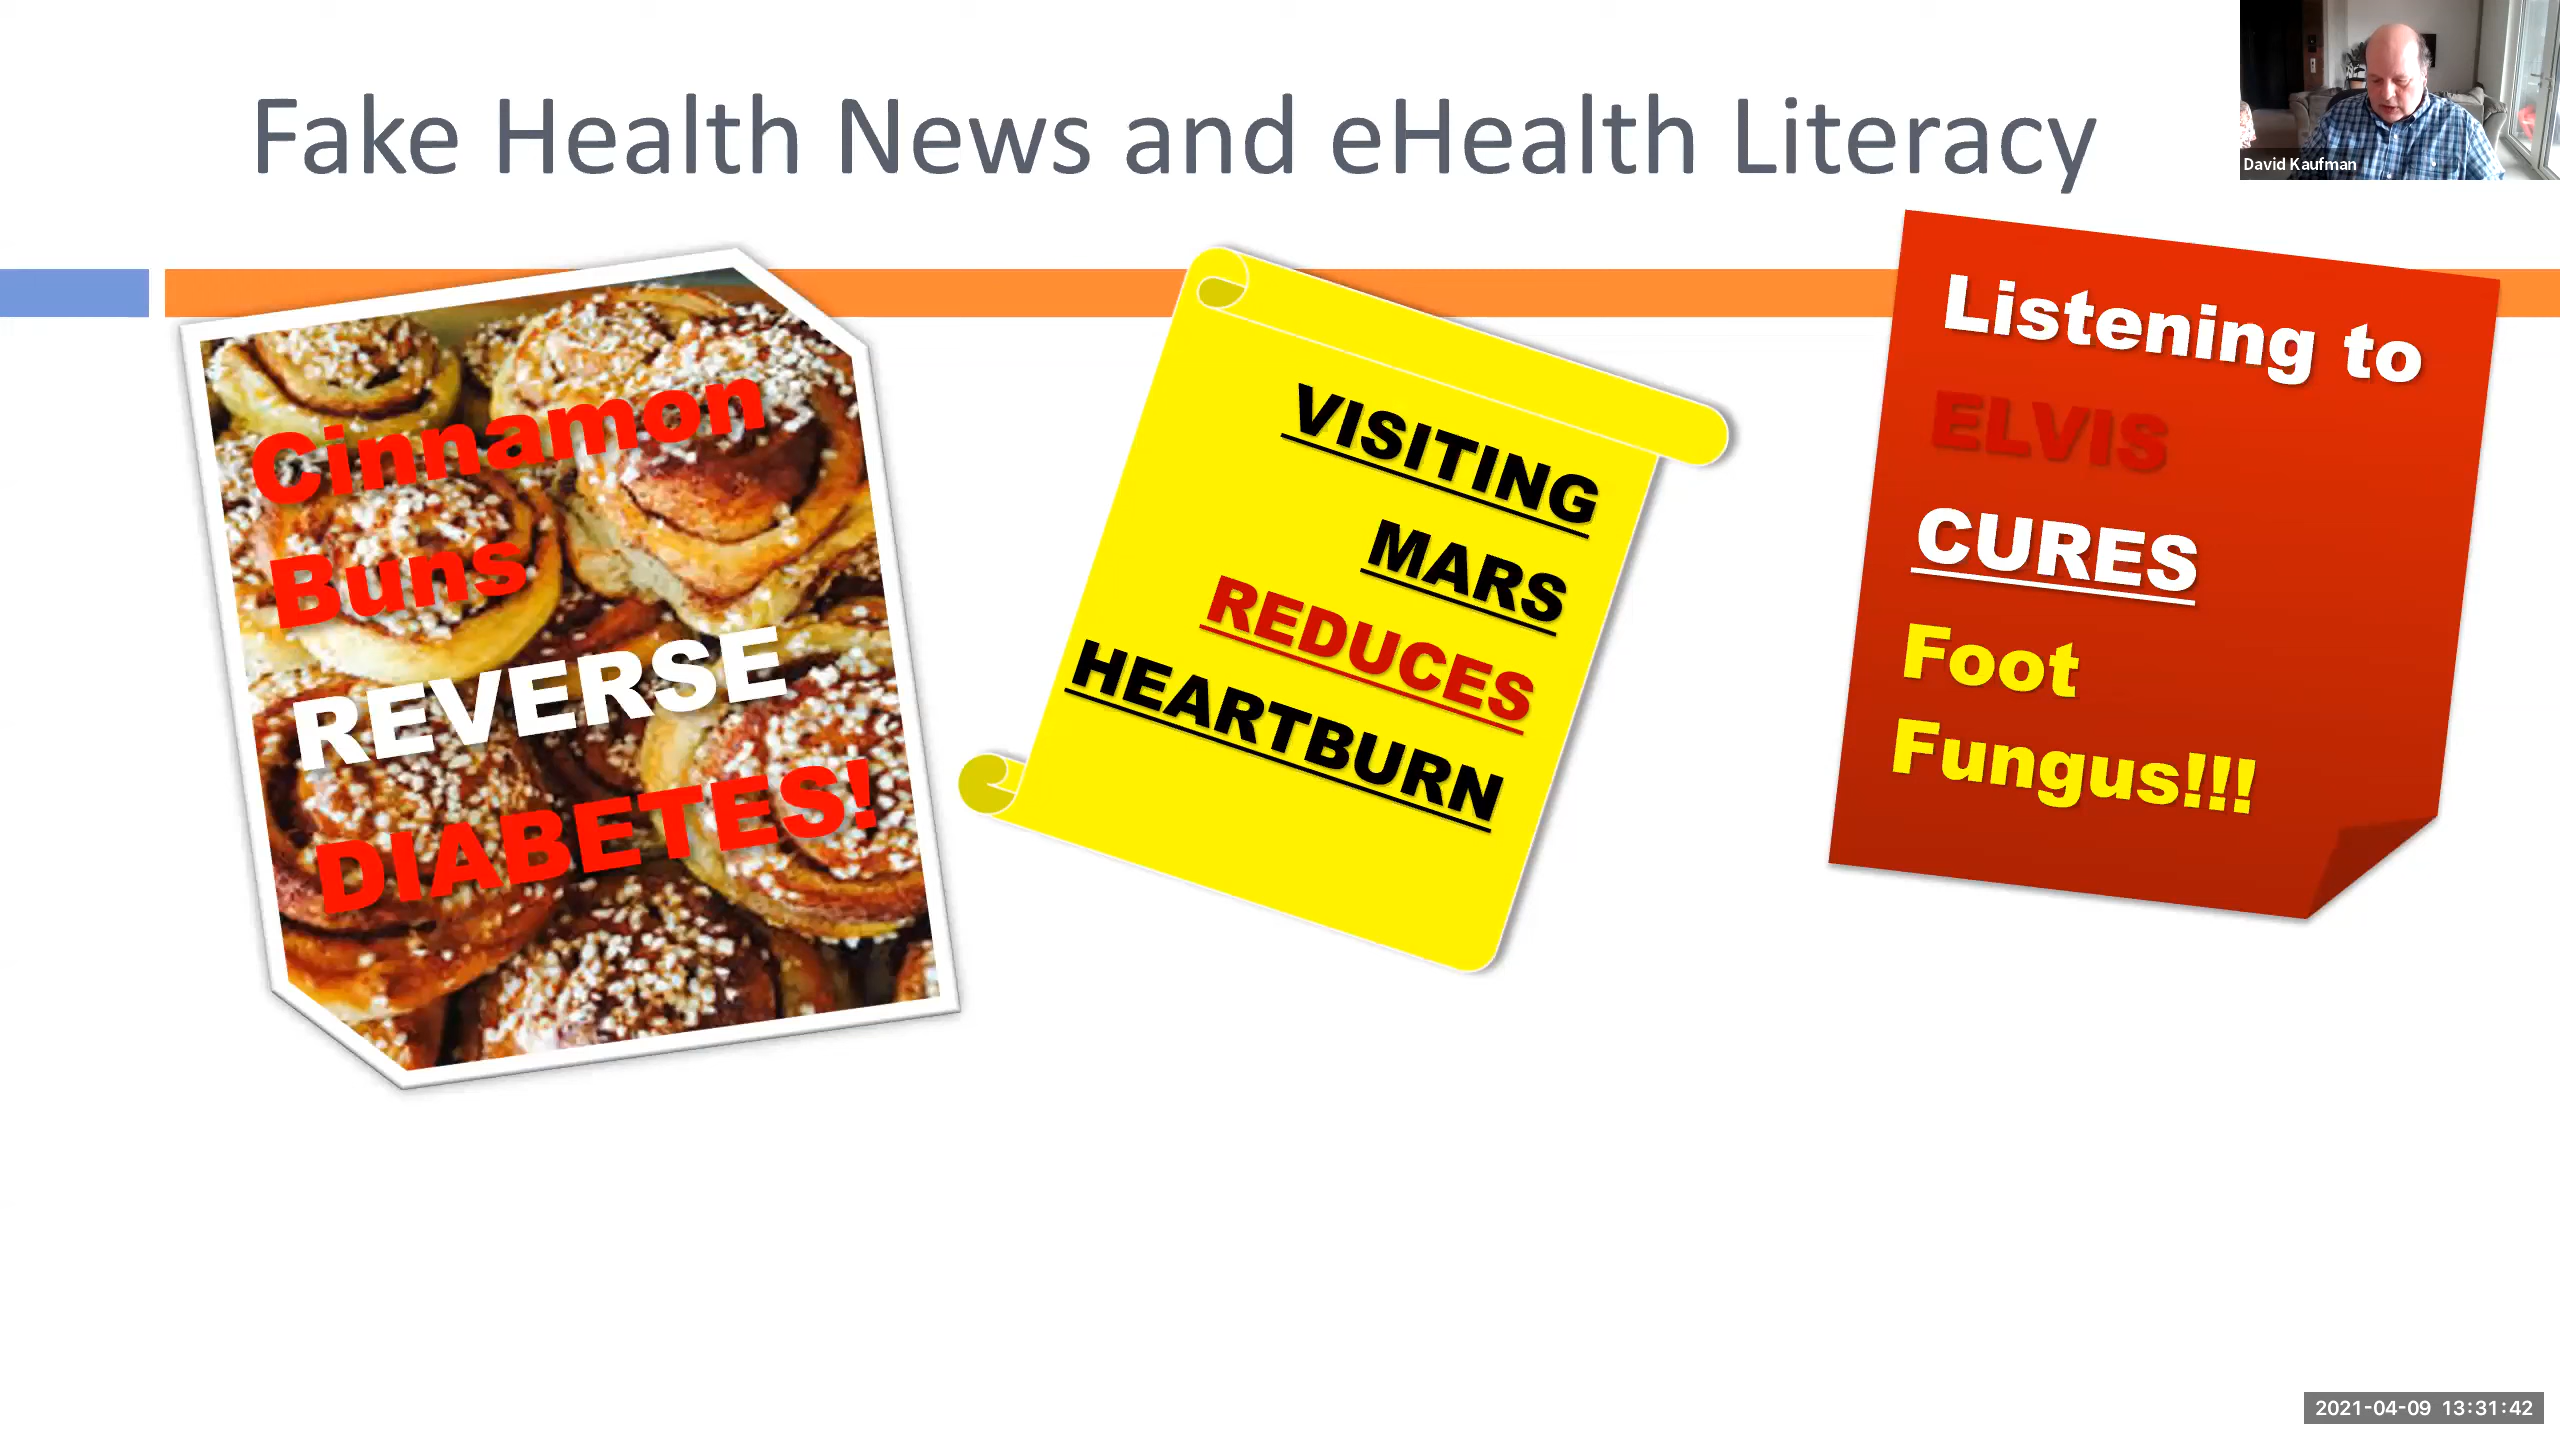 Fake Health News and eHealth Literacy
David Kaufman
Cinnamon
Buns
REVERSE
DIABETES!
VISITING
MARS
REDUCES
HEARTBURN
Listening to
ELVIS
CURES
Foot
Fungus!!!
2021-04-09 13:31:42